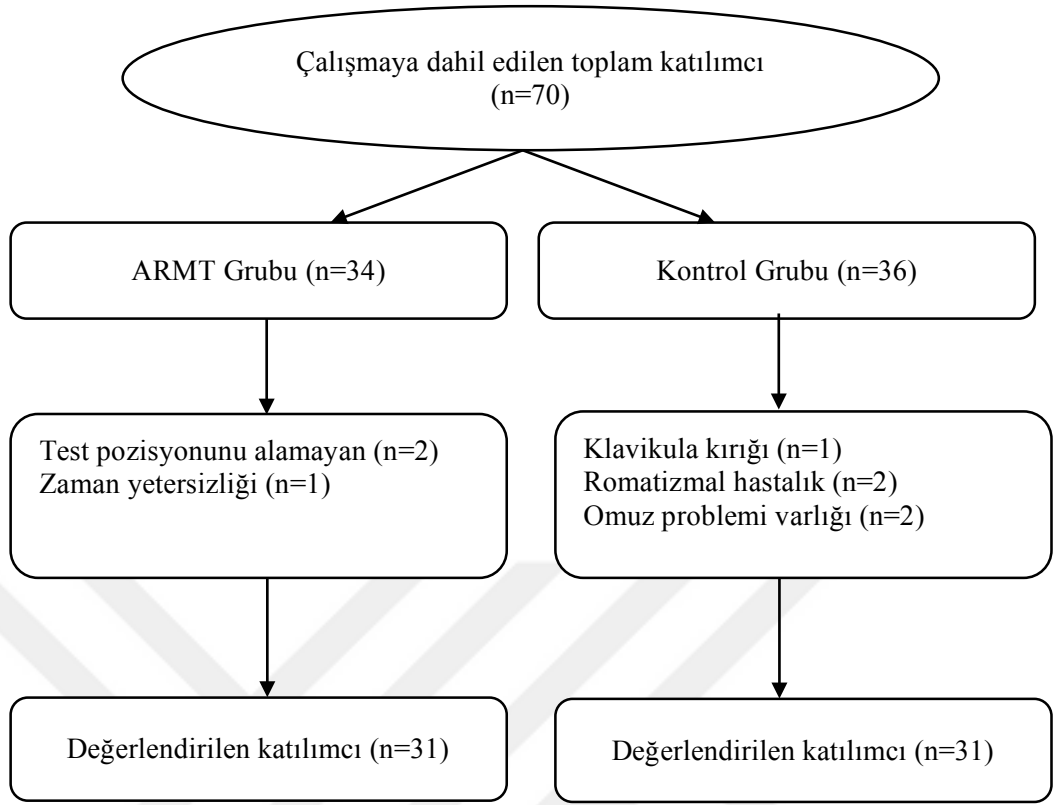 Çalışmaya dahil edilen toplam katılımcı
(n=70)
ARMT Grubu (n=34)
Kontrol Grubu (n=36)
Test pozisyonunu alamayan (n=2)
Zaman yetersizliği (n=1)
Klavikula kırığı (n=1)
Romatizmal hastalık (n=2)
Omuz problemi varlığı (n=2)
Değerlendirilen katılımcı (n=31)
Değerlendirilen katılımcı (n=31)